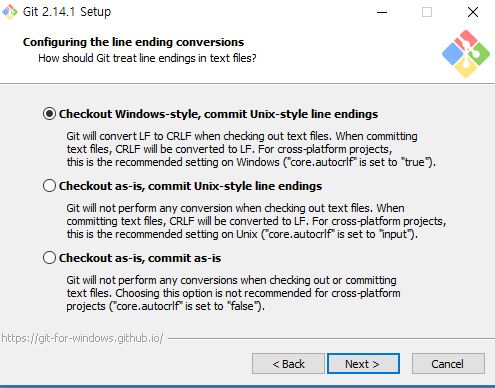 Git 2.14.1 Setup
Configuring the line ending conversions
How should Git treat line endings in text files?
Checkout Windows-style, commit Unix-style line endings
Git will convert LF to CRLF when checking out text files. When committing
text files, CRLF will be converted to LF. For cross-platform projects,
this is the recommended setting on Windows ("core.autocrlf" is set to "true").
Checkout as-is, commit Unix-style line endings
Git will not perform any conversion when checking out text files. When
committing text files, CRLF will be converted to LF. For cross-platform projects,
this is the recommended setting on Unix ("core.autocrlf" is set to "input").
Checkout as-is, commit as-is
Git will not perform any conversions when checking out or committing
text files. Choosing this option is not recommended for cross-platform
projects ("core.autocrlf" is set to "false").
https://git-for-windows.github.io/
< Back
Next >
Cancel